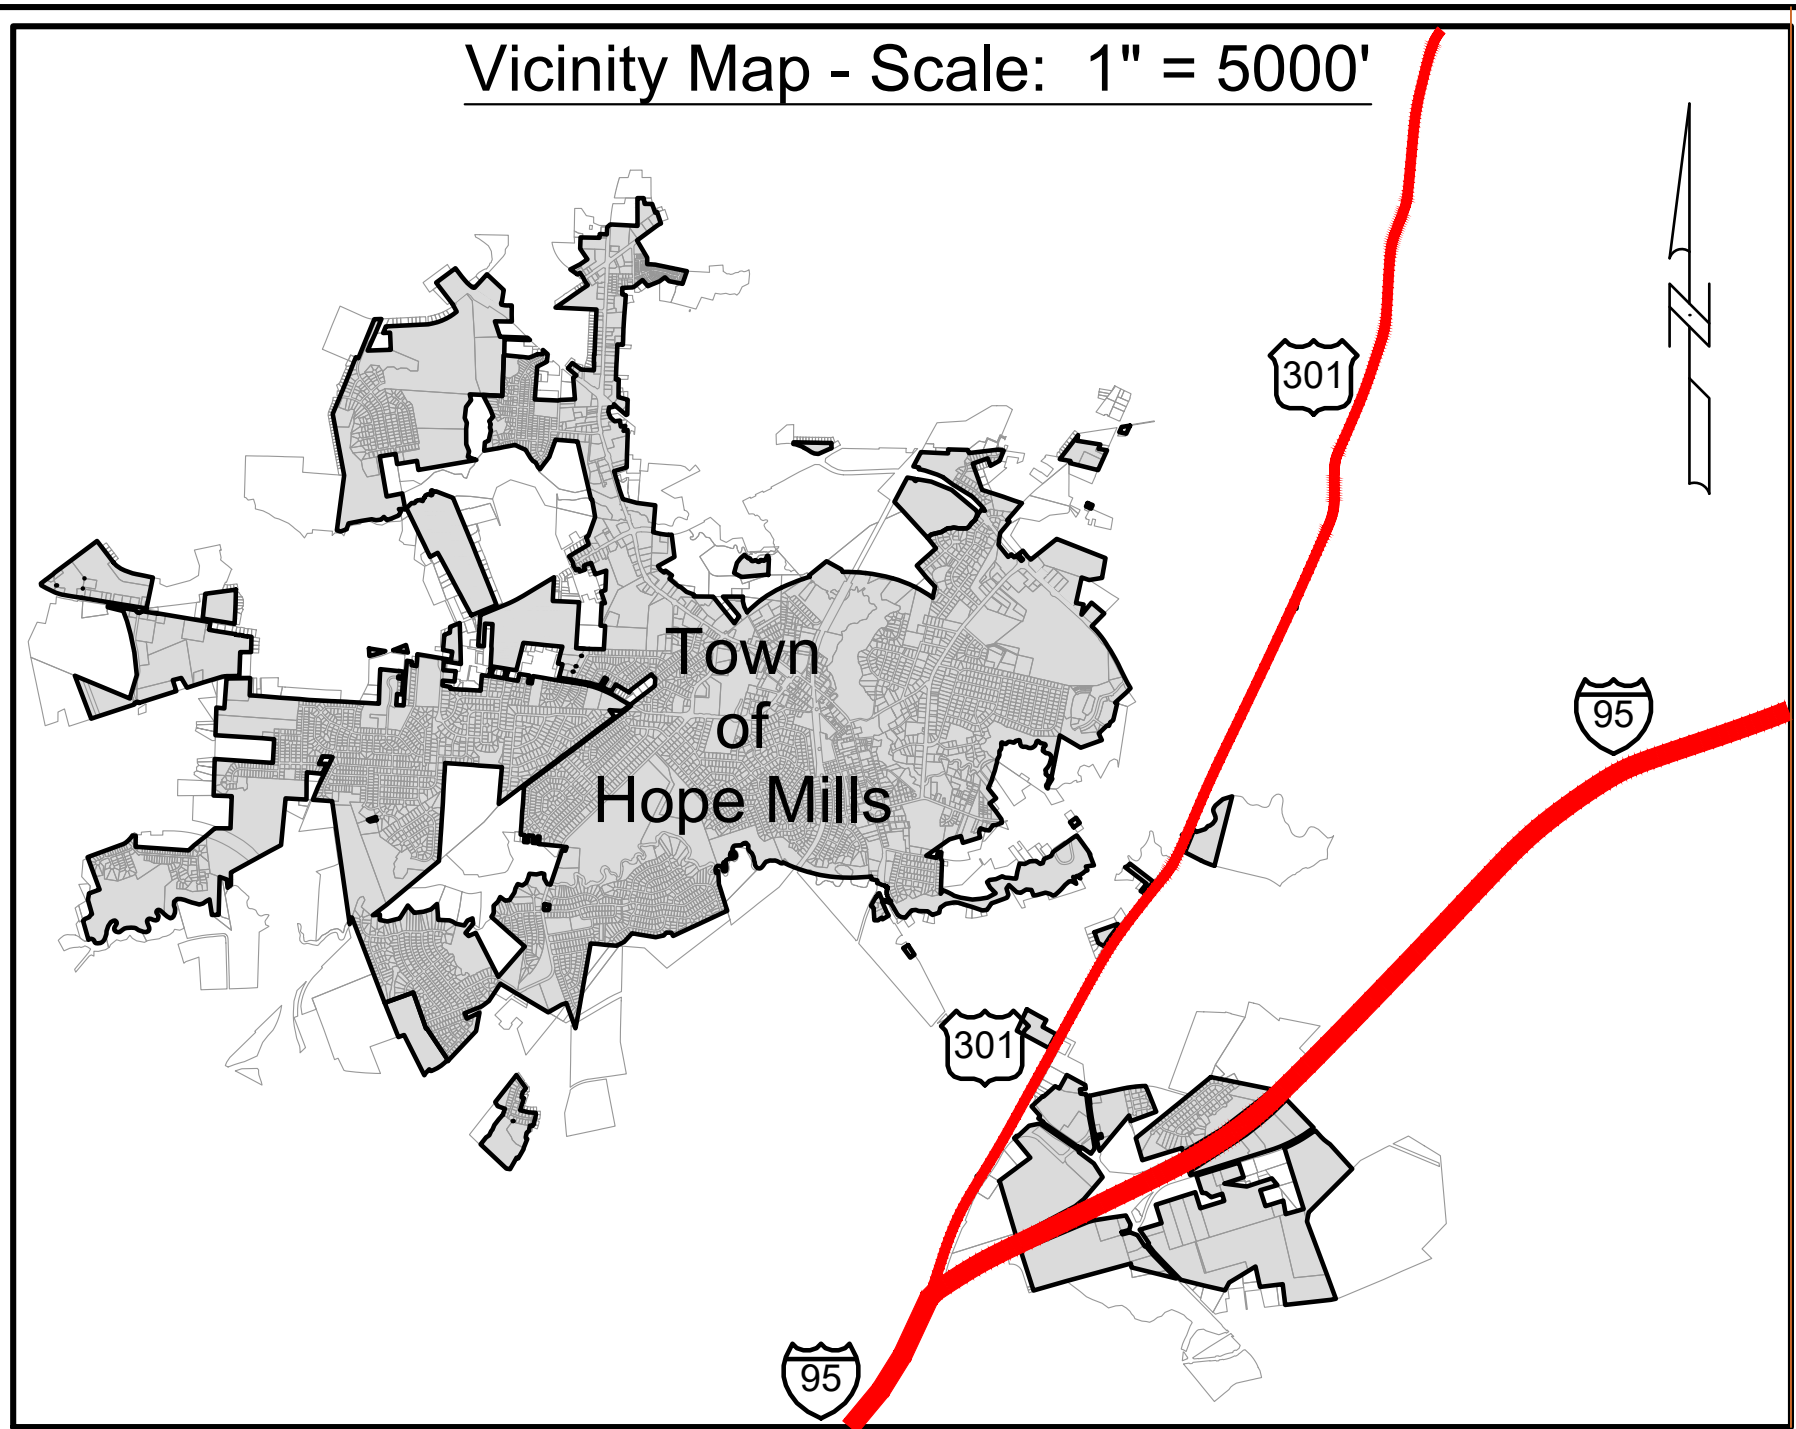 Vicinity Map - Scale: 1" = 5000'
N
301
95
Town
of
Hope Mills
301
95